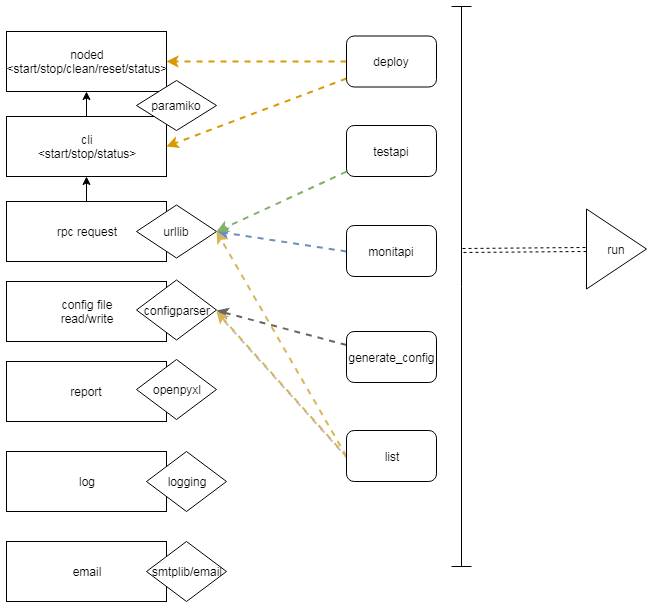 noded
<start/stop/clean/reset/status>
paramiko
cli
<start/stop/status>
rpc request
urllib
config file
read/write
configparser
report
openpyxl
log
logging
email
smtplib/email
deploy
testapi
monitapi
generate_config
list
run